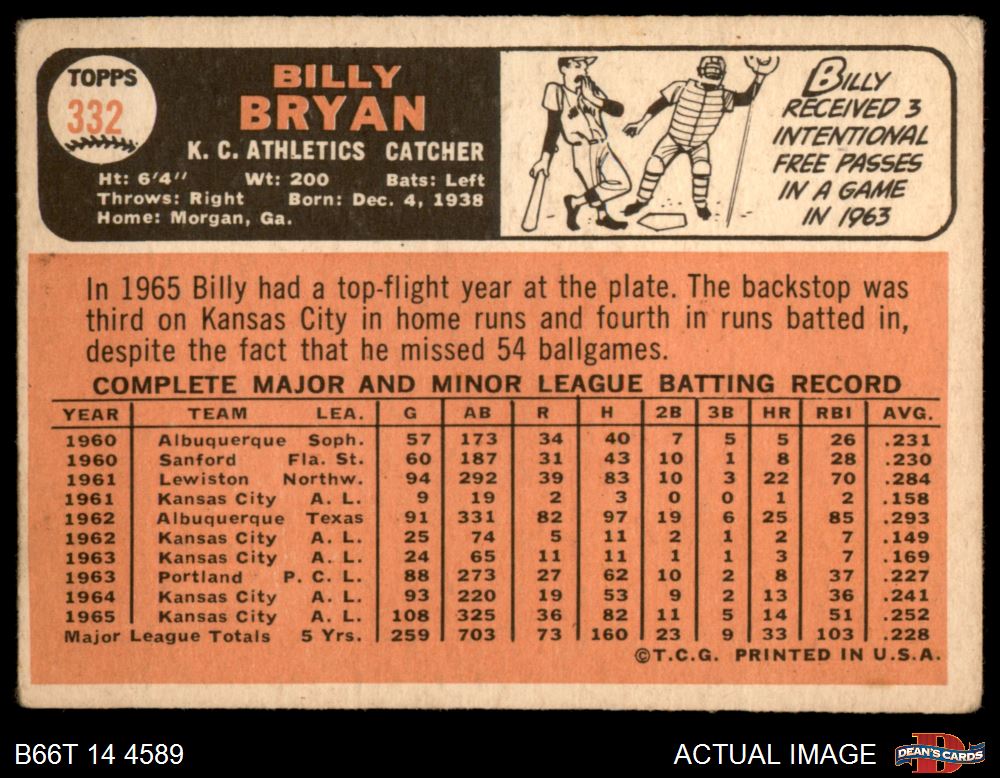 TOPPS
332
BILLY
BRYAN
K. C. ATHLETICS CATCHER
Ht: 6'4" Wt: 200 Bats: Left
Throws: Right Born: Dec. 4, 1938
Home: Morgan, Ga.
BILLY
RECEIVED 3
INTENTIONAL
FREE PASSES
IN A GAME
IN 1963
In 1965 Billy had a top-flight year at the plate. The backstop was
third on Kansas City in home runs and fourth in runs batted in,
despite the fact that he missed 54 ballgames.
COMPLETE MAJOR AND MINOR LEAGUE BATTING RECORD
YEAR TEAM LEA. G AB R H 2B 3B HR RBI AVG.
1960 Albuquerque Soph. 57 173 34 40 7 5 5 26 .231
1960 Sanford Fla. St. 60 187 31 43 10 1 8 28 .230
1961 Lewiston Northw. 94 292 39 83 10 3 22 70 .284
1961 Kansas City A. L. 9 19 2 3 0 0 1 2 .158
1962 Albuquerque Texas 91 331 82 97 19 6 25 85 .293
1962 Kansas City A. L. 25 74 5 11 2 1 2 7 .149
1963 Kansas City A. L. 24 65 11 11 1 1 3 7 .169
1963 Portland P. C. L. 88 273 27 62 10 2 8 37 .227
1964 Kansas City A. L. 93 220 19 53 9 2 13 36 .241
1965 Kansas City A. L. 108 325 36 82 11 5 14 51 .252
Major League Totals 5 Yrs. 259 703 73 160 23 9 33 103 .228
©T.C.G. PRINTED IN U.S.A.
B66T 14 4589
ACTUAL IMAGE
DEAN'S CARDS